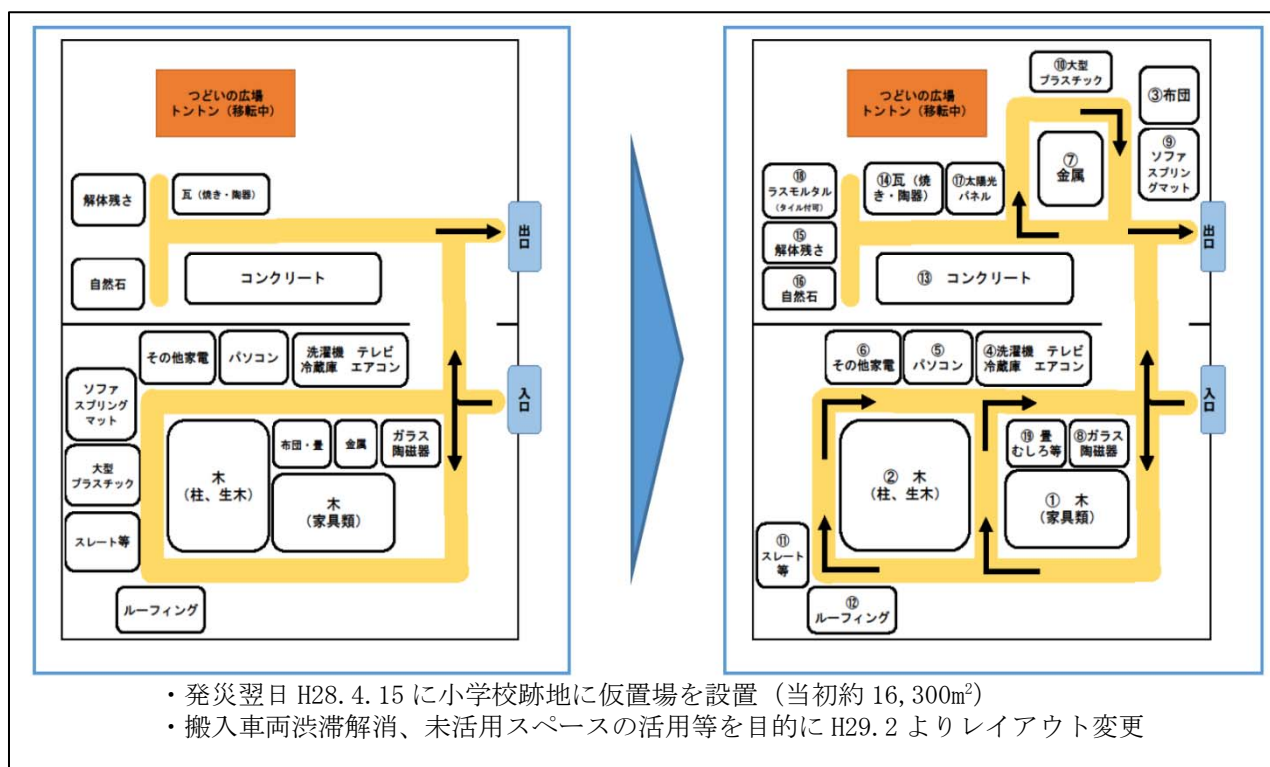 つどいの広場
トントン（移転中）
解体残さ
瓦（焼き・陶器）
出口
自然石
コンクリート
その他家電
パソコン
洗濯機　テレビ
冷蔵庫　エアコン
入口
ソファ
スプリング
マット
木
（柱、生木）
布団・畳
金属
ガラス
陶磁器
大型
プラスチック
木
（家具類）
スレート等
ルーフィング
つどいの広場
トントン（移転中）
⑩大型
プラスチック
③布団
⑦
金属
⑨
ソファ
スプリン
グマット
⑱
ラスモルタル
（タイル付可）
⑭瓦（焼
き・陶器）
⑰太陽光
パネル
出口
⑮
解体残さ
⑬　コンクリート
⑯
自然石
⑥
その他家電
⑤
パソコン
④洗濯機　テレビ
冷蔵庫　エアコン
入口
②　木
（柱、生木）
⑲　畳
むしろ等
⑧ガラス
陶磁器
①　木
（家具類）
⑪
スレート
等
⑫
ルーフィング
・発災翌日 H28.4.15 に小学校跡地に仮置場を設置（当初約 16,300m²）
・搬入車両渋滞解消、未活用スペースの活用等を目的に H29.2 よりレイアウト変更